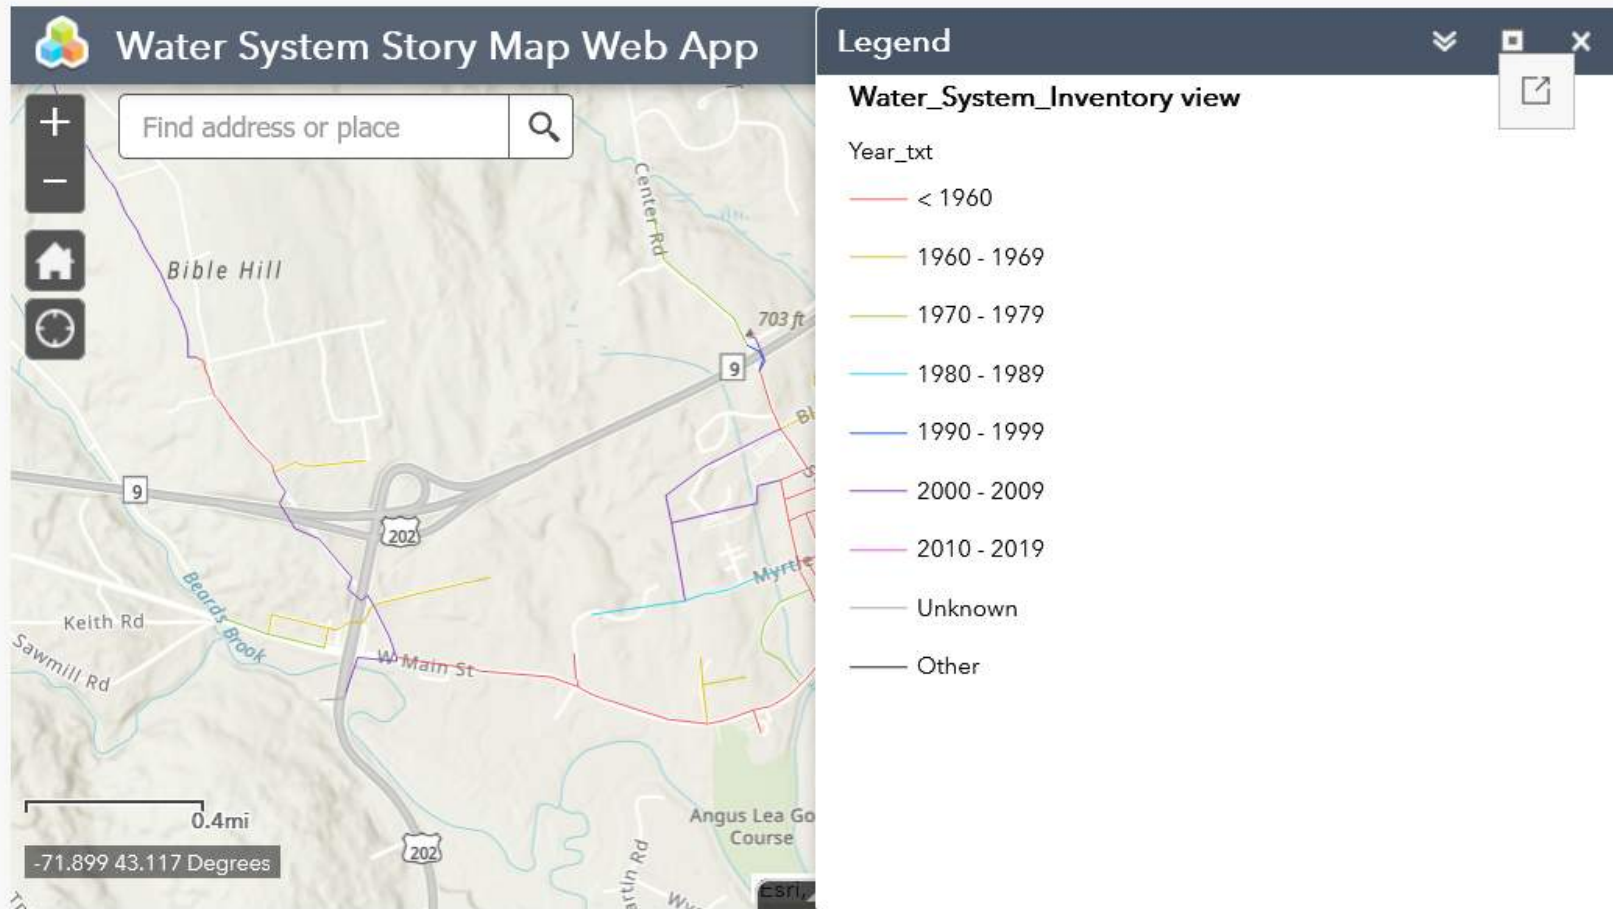 Water System Story Map Web App
Legend
Find address or place
Water_System_Inventory view
Year_txt
< 1960
1960 - 1969
1970 - 1979
1980 - 1989
1990 - 1999
2000 - 2009
2010 - 2019
Unknown
Other
Center Rd
Bible Hill
703 ft
9
Bl
9
202
Myrtle
Beards Brook
Keith Rd
Sawmill Rd
W Main St
0.4mi
Angus Lea Go
Course
202
-71.899 43.117 Degrees
Esri,